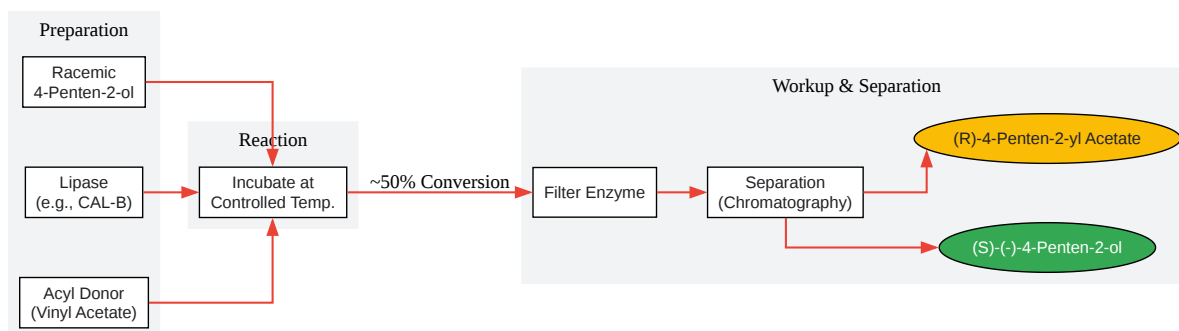 Preparation
Racemic
4-Penten-2-ol
Lipase
(e.g., CAL-B)
Acyl Donor
(Vinyl Acetate)
Reaction
Incubate at
Controlled Temp.
~50% Conversion
Workup & Separation
Filter Enzyme
Separation
(Chromatography)
(R)-4-Penten-2-yl Acetate
(S)-(-)-4-Penten-2-ol